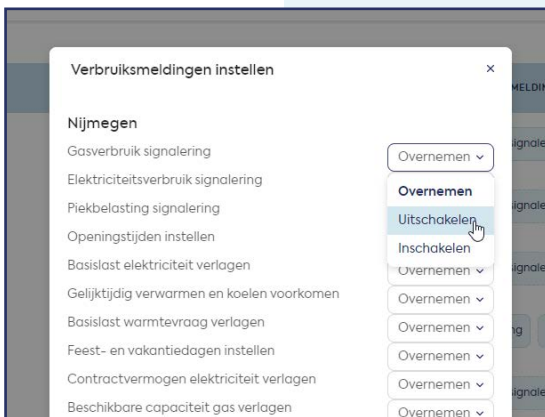 Verbruiksmeldingen instellen ×
Nijmegen
Gasverbruik signalering Overnemen
Elektriciteitsverbruik signalering Overnemen
Piekbelasting signalering Uitschakelen
Openingstijden instellen Inschakelen
Basislast elektriciteit verlagen Overnemen
Gelijktijdig verwarmen en koelen voorkomen Overnemen
Basislast warmtevraag verlagen Overnemen
Feest- en vakantiedagen instellen Overnemen
Contractvermogen elektriciteit verlagen Overnemen
Beschikbare capaciteit gas verlagen Overnemen